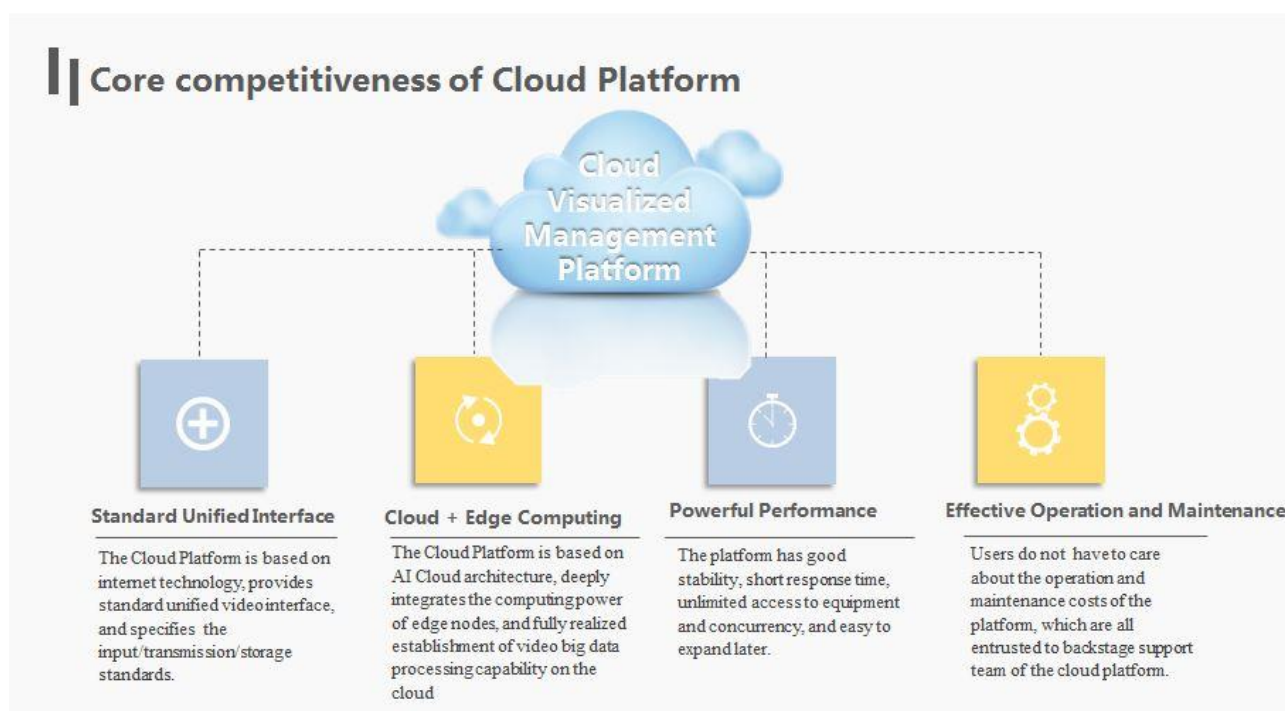 Core competitiveness of Cloud Platform
Cloud
Visualized
Management
Platform
Standard Unified Interface
The Cloud Platform is based on
internet technology, provides
standard unified video interface,
and specifies the
input/transmission/storage
standards.
Cloud + Edge Computing
The Cloud Platform is based on
AI Cloud architecture, deeply
integrates the computing power
of edge nodes, and fully realized
establishment of video big data
processing capability on the
cloud
Powerful Performance
The platform has good
stability, short response time,
unlimited access to equipment
and concurrency, and easy to
expand later.
Effective Operation and Maintenance
Users do not have to care
about the operation and
maintenance costs of the
platform, which are all
entrusted to backstage support
team of the cloud platform.